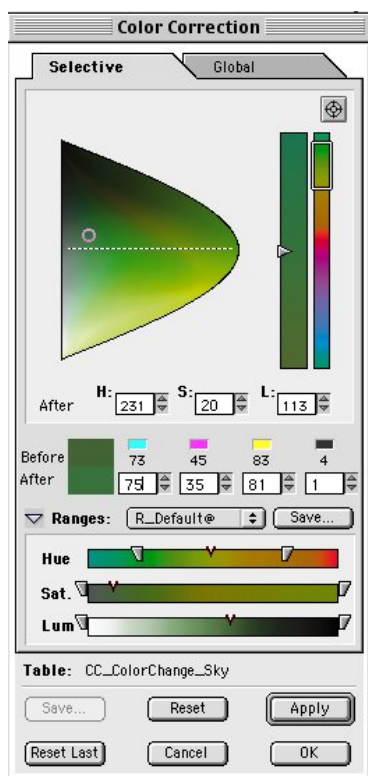 Color Correction
Selective Global
After H: 231 S: 20 L: 113
Before 73 45 83 4
After 75 35 81 1
Ranges: R_Default@ Save...
Hue
Sat.
Lum
Table: CC_ColorChange_Sky
Save... Reset Apply
Reset Last Cancel OK